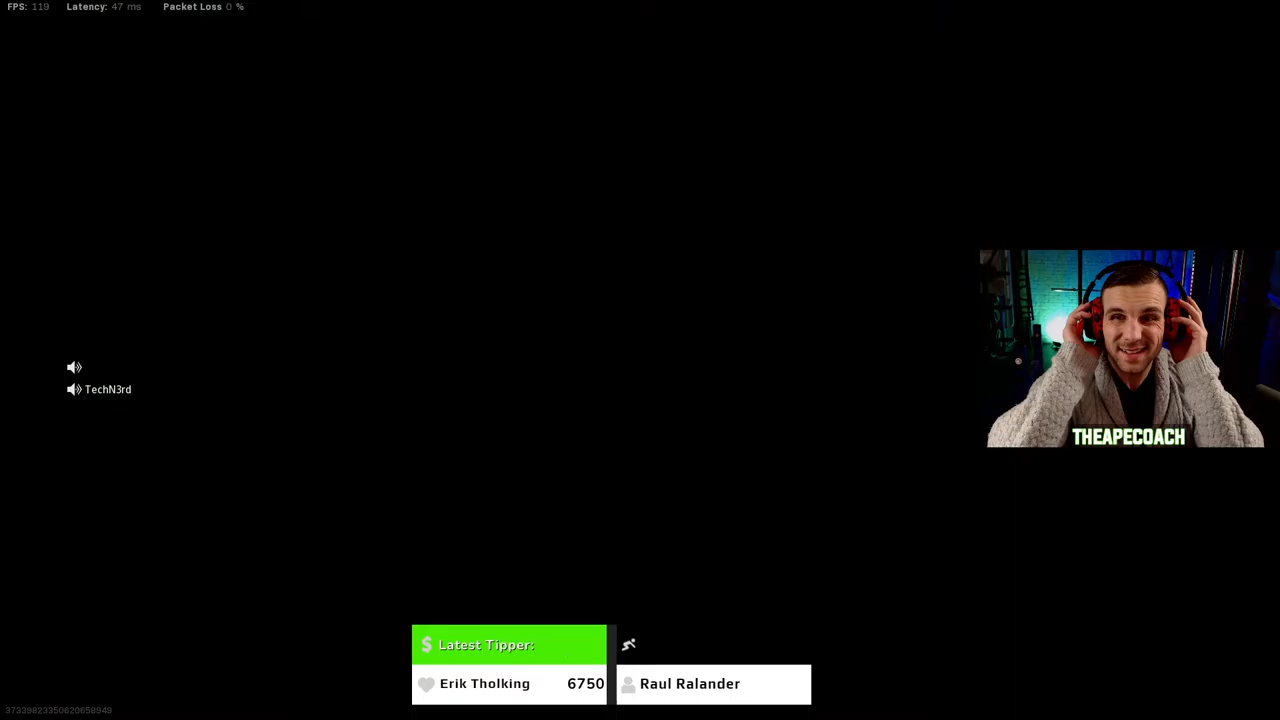 FPS: 119 Latency: 47 ms Packet Loss 0 %
TechN3rd
THEAPECOACH
$ Latest Tipper:
Erik Tholking 6750
Raul Ralander